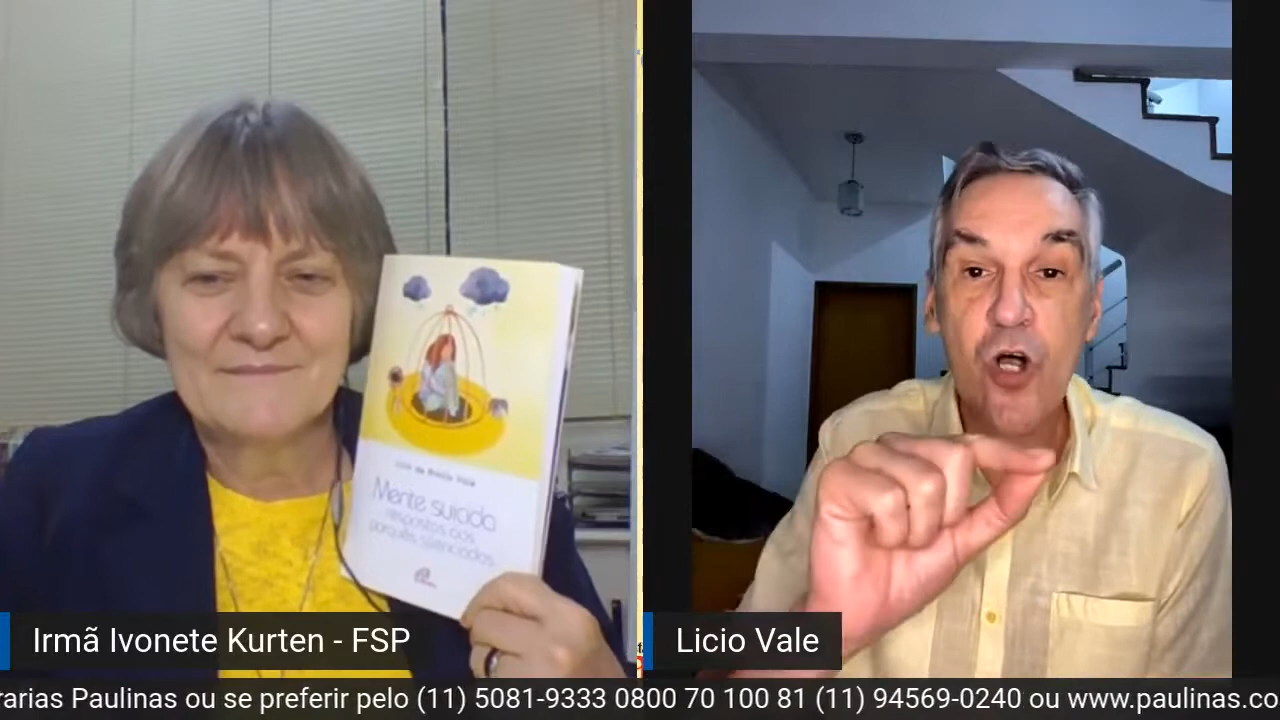 Mente suicida
respostas aos
porquês silenciados
Irmã Ivonete Kurten - FSP
Licio Vale
rarias Paulinas ou se preferir pelo (11) 5081-9333 0800 70 100 81 (11) 94569-0240 ou www.paulinas.co